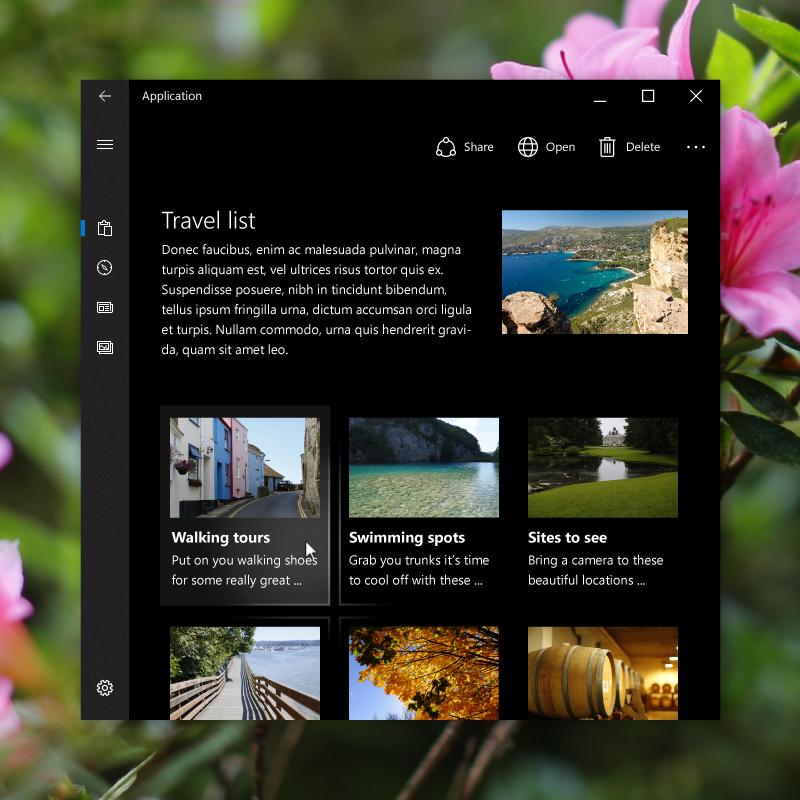 Application
Share Open Delete
Travel list
Donec faucibus, enim ac malesuada pulvinar, magna
turpis aliquam est, vel ultrices risus tortor quis ex.
Suspendisse posuere, nibh in tincidunt bibendum,
tellus ipsum fringilla urna, dictum accumsan orci ligula
et turpis. Nullam commodo, urna quis hendrerit gravi-
da, quam sit amet leo.
Walking tours
Put on you walking shoes
for some really great ...
Swimming spots
Grab you trunks it's time
to cool off with these ...
Sites to see
Bring a camera to these
beautiful locations ...